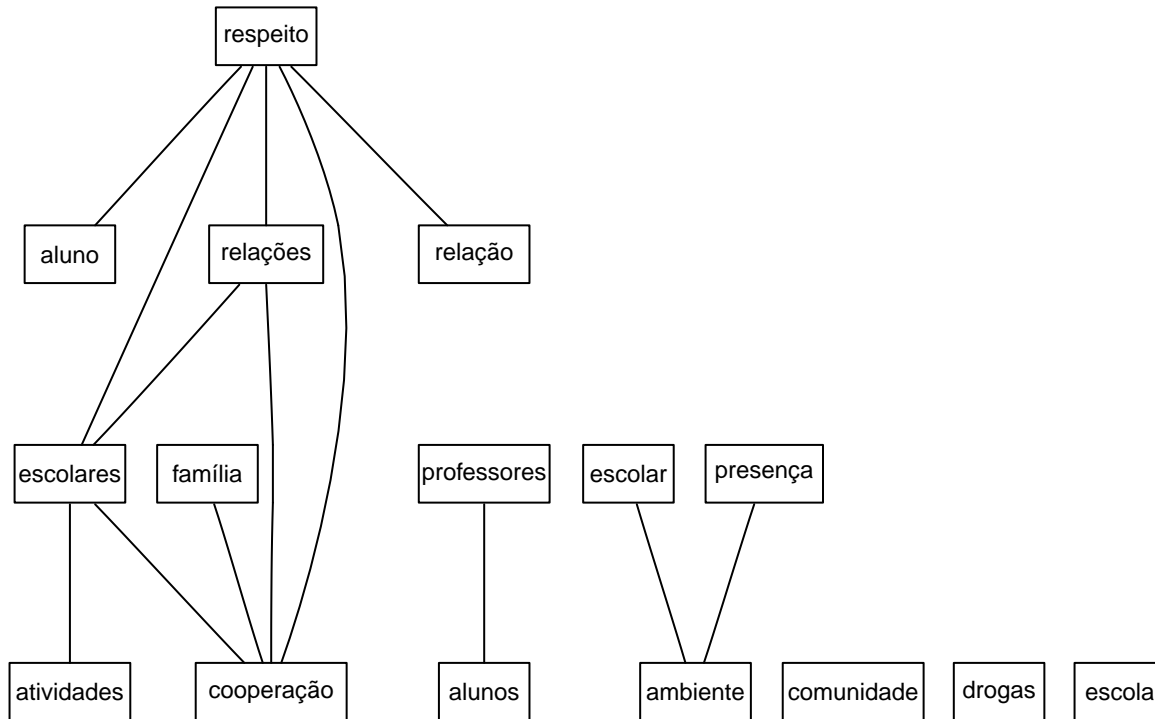 respeito
aluno
relações
relação
escolares
família
professores
escolar
presença
atividades
cooperação
alunos
ambiente
comunidade
drogas
escola